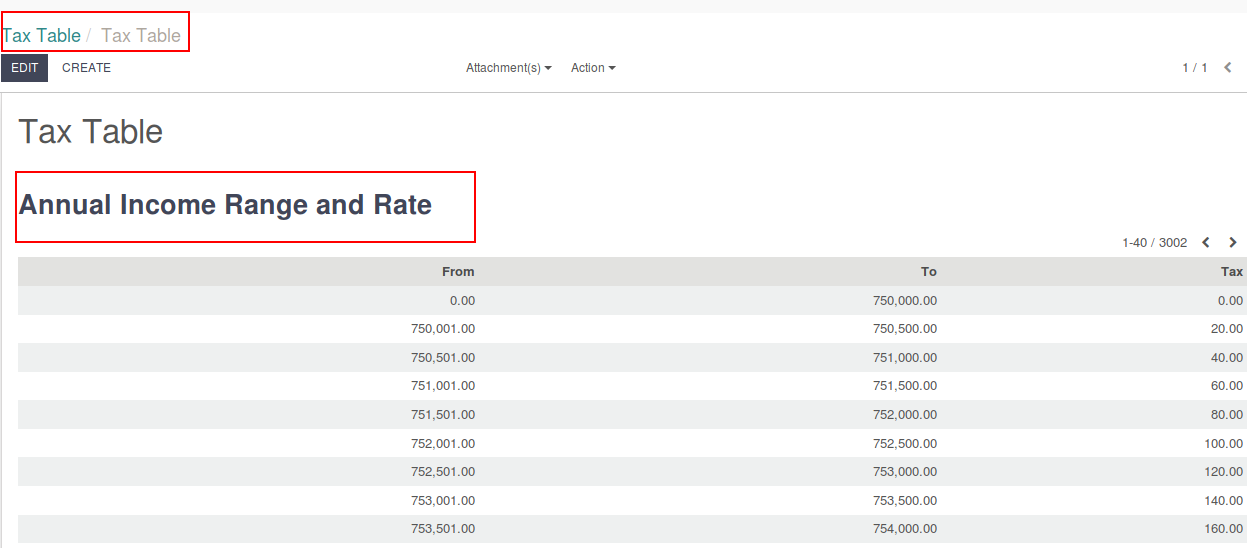 Tax Table / Tax Table
EDIT CREATE Attachment(s) Action 1 / 1
Tax Table
Annual Income Range and Rate
1-40 / 3002
From To Tax
0.00 750,000.00 0.00
750,001.00 750,500.00 20.00
750,501.00 751,000.00 40.00
751,001.00 751,500.00 60.00
751,501.00 752,000.00 80.00
752,001.00 752,500.00 100.00
752,501.00 753,000.00 120.00
753,001.00 753,500.00 140.00
753,501.00 754,000.00 160.00